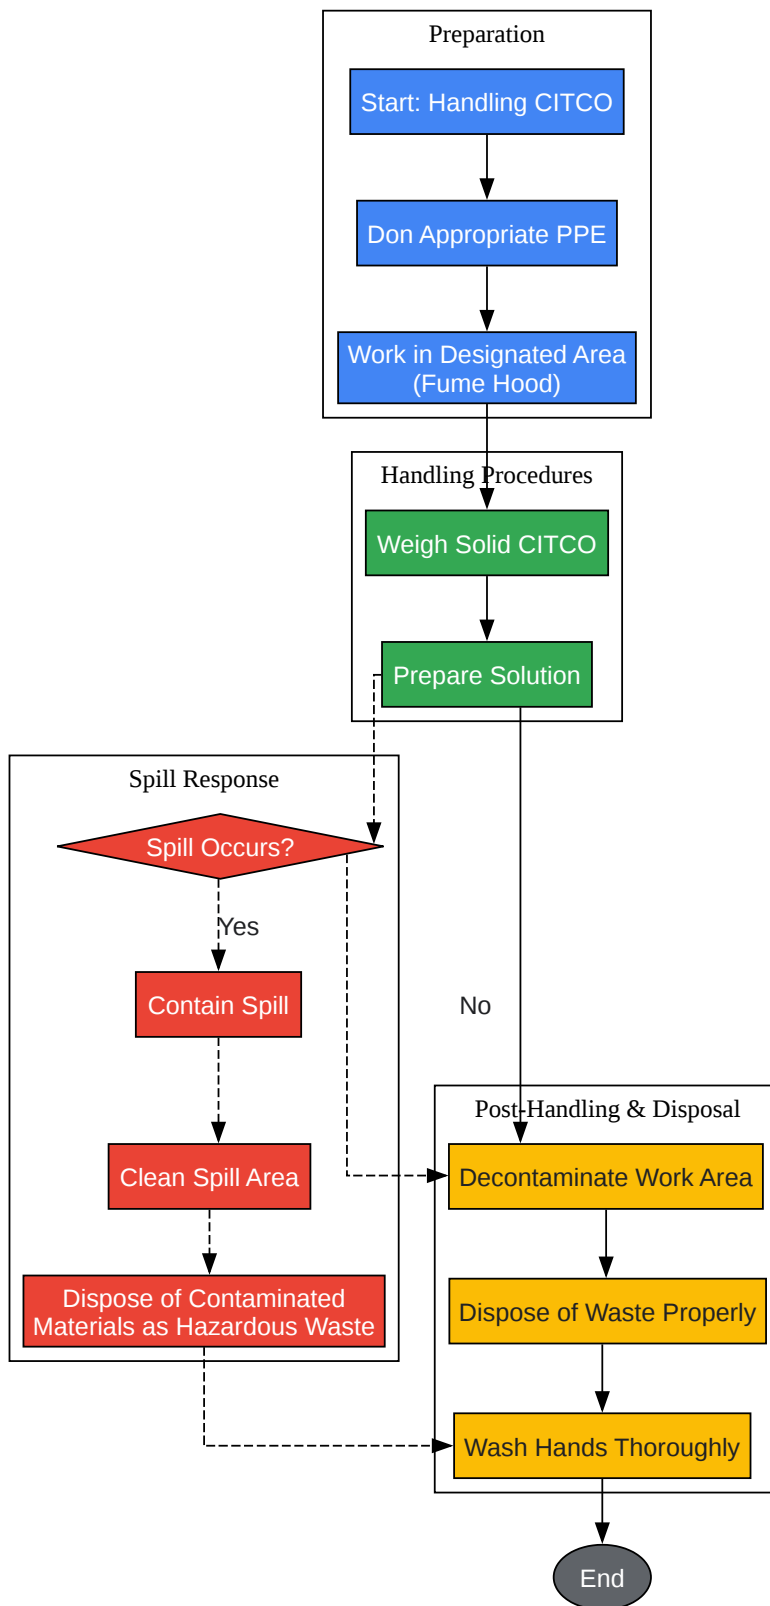 Preparation
Start: Handling CITCO
Don Appropriate PPE
Work in Designated Area
(Fume Hood)
Handling Procedures
Weigh Solid CITCO
Prepare Solution
Spill Response
Spill Occurs?
Yes
Contain Spill
No
Clean Spill Area
Dispose of Contaminated
Materials as Hazardous Waste
Post-Handling & Disposal
Decontaminate Work Area
Dispose of Waste Properly
Wash Hands Thoroughly
End